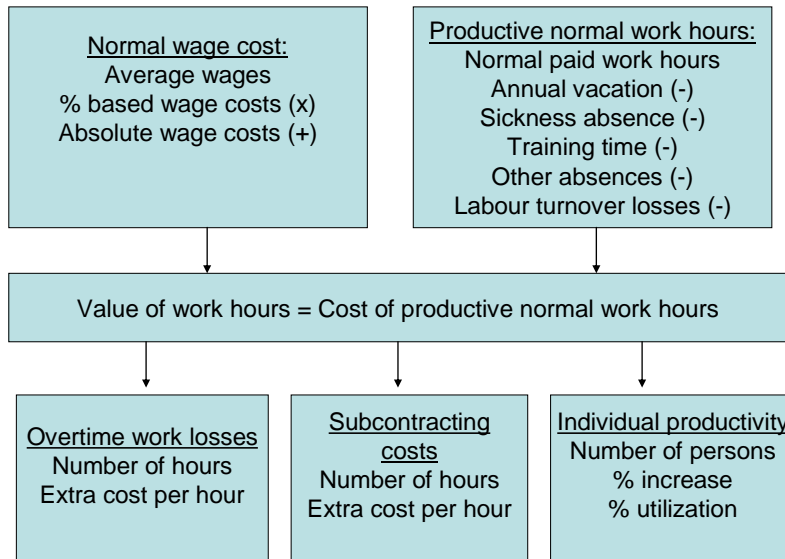 Normal wage cost:
Average wages
% based wage costs (x)
Absolute wage costs (+)
Productive normal work hours:
Normal paid work hours
Annual vacation (-)
Sickness absence (-)
Training time (-)
Other absences (-)
Labour turnover losses (-)
Value of work hours = Cost of productive normal work hours
Overtime work losses
Number of hours
Extra cost per hour
Subcontracting
costs
Number of hours
Extra cost per hour
Individual productivity
Number of persons
% increase
% utilization